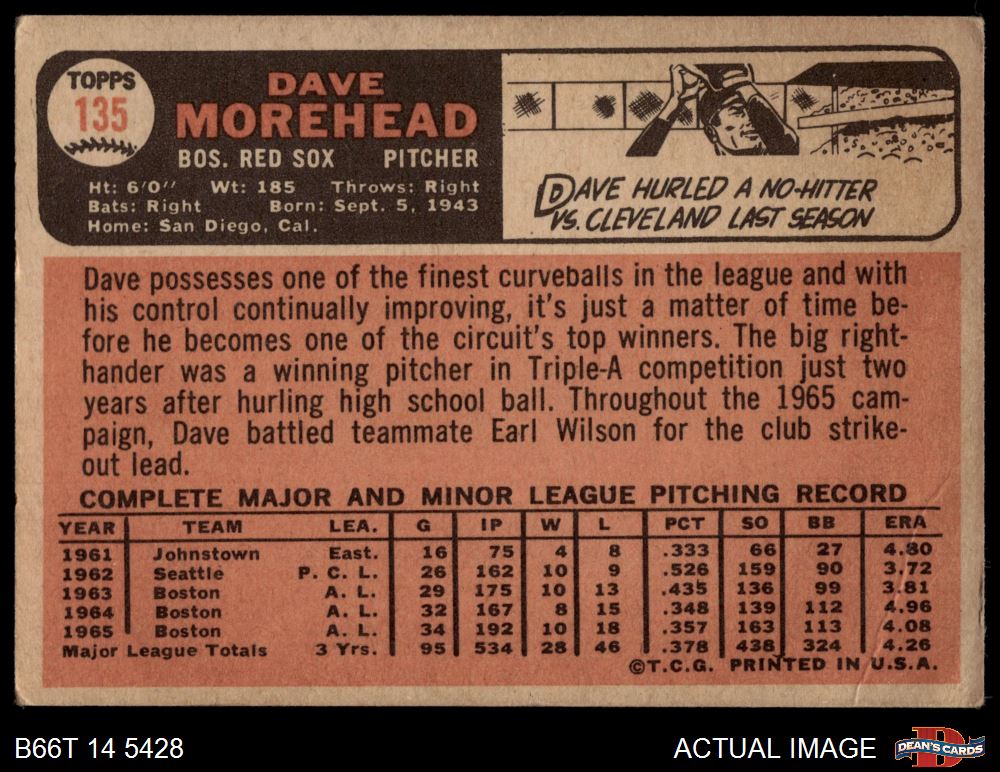 TOPPS
135
DAVE
MOREHEAD
BOS. RED SOX PITCHER
Ht: 6'0" Wt: 185 Throws: Right
Bats: Right Born: Sept. 5, 1943
Home: San Diego, Cal.
DAVE HURLED A NO-HITTER
VS. CLEVELAND LAST SEASON
Dave possesses one of the finest curveballs in the league and with
his control continually improving, it's just a matter of time be-
fore he becomes one of the circuit's top winners. The big right-
hander was a winning pitcher in Triple-A competition just two
years after hurling high school ball. Throughout the 1965 cam-
paign, Dave battled teammate Earl Wilson for the club strike-
out lead.
COMPLETE MAJOR AND MINOR LEAGUE PITCHING RECORD
YEAR TEAM LEA. G IP W L PCT SO BB ERA
1961 Johnstown East. 16 75 4 8 .333 66 27 4.80
1962 Seattle P. C. L. 26 162 10 9 .526 159 90 3.72
1963 Boston A. L. 29 175 10 13 .435 136 99 3.81
1964 Boston A. L. 32 167 8 15 .348 139 112 4.96
1965 Boston A. L. 34 192 10 18 .357 163 113 4.08
Major League Totals 3 Yrs. 95 534 28 46 .378 438 324 4.26
©T.C.G. PRINTED IN U.S.A.
B66T 14 5428
ACTUAL IMAGE
DEAN'S CARDS